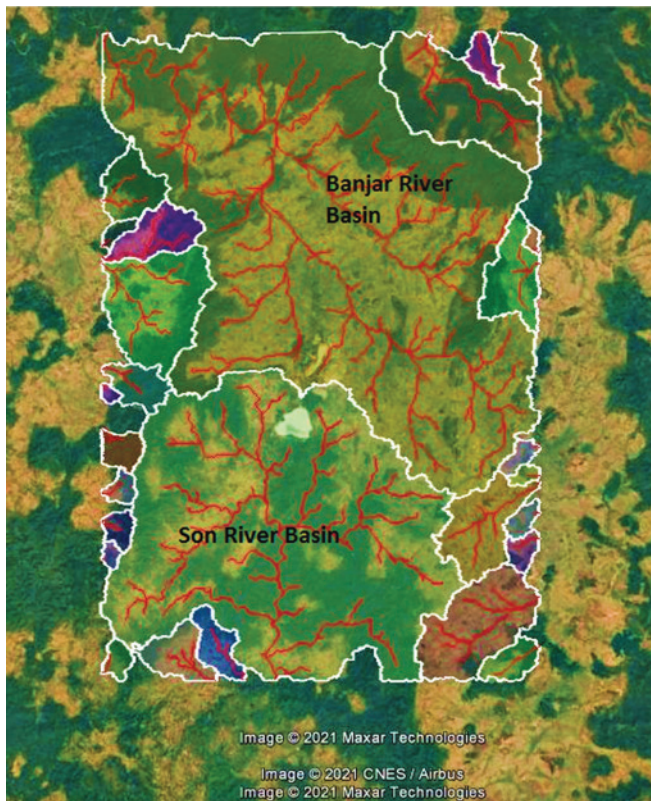 Banjar River
Basin
Son River Basin
Image © 2021 Maxar Technologies
Image © 2021 CNES / Airbus
Image © 2021 Maxar Technologies